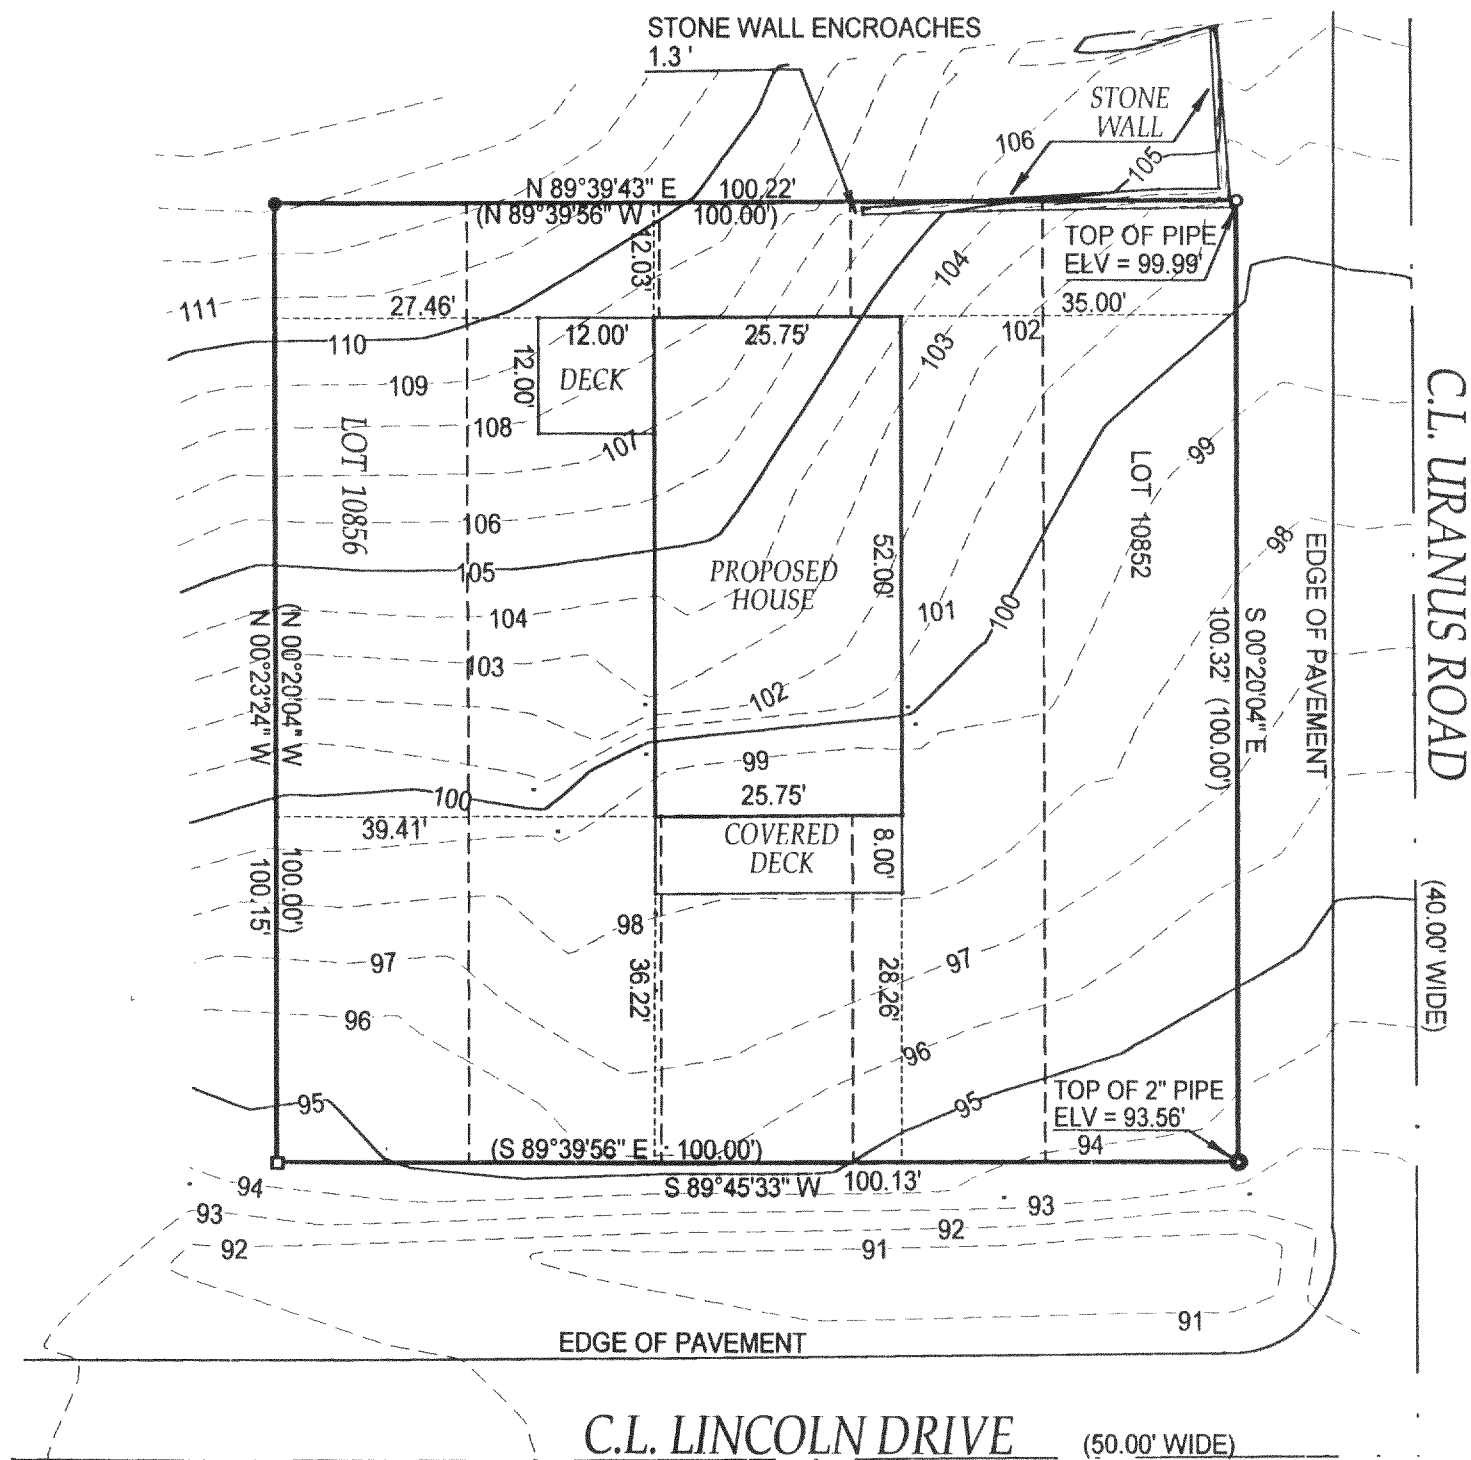 STONE WALL ENCROACHES
1.3 '
STONE
WALL
106
105
N 89°39'43" E 100.22'
(N 89°39'56" W 100.00')
12.03'
TOP OF PIPE
ELV = 99.99'
104
111
27.46'
35.00'
110
12.00'
25.75'
102
103
12.00'
DECK
109
108
107
LOT 10856
106
105
104
103
PROPOSED
HOUSE
52.00'
101
100
99
LOT 10852
98
EDGE OF PAVEMENT
C.L. URANUS ROAD
(40.00' WIDE)
S 00°20'04" E
100.32' (100.00')
(N 00°20'04" W 100.00')
N 00°23'24" W 100.15'
102
99
25.75'
100
39.41'
COVERED
DECK
8.00'
98
97
97
36.22'
28.26'
96
96
95
95
TOP OF 2" PIPE
ELV = 93.56'
94
(S 89°39'56" E 100.00')
S 89°45'33" W 100.13'
94
93
93
92
92
91
91
EDGE OF PAVEMENT
C.L. LINCOLN DRIVE (50.00' WIDE)